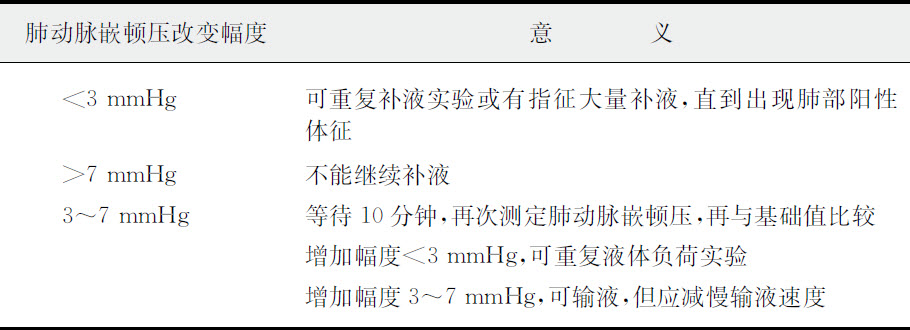 肺动脉嵌顿压改变幅度 意 义
<3 mmHg 可重复补液实验或有指征大量补液,直到出现肺部阳性
体征
>7 mmHg 不能继续补液
3～7 mmHg 等待 10 分钟,再次测定肺动脉嵌顿压,再与基础值比较
增加幅度<3 mmHg,可重复液体负荷实验
增加幅度 3～7 mmHg,可输液,但应减慢输液速度